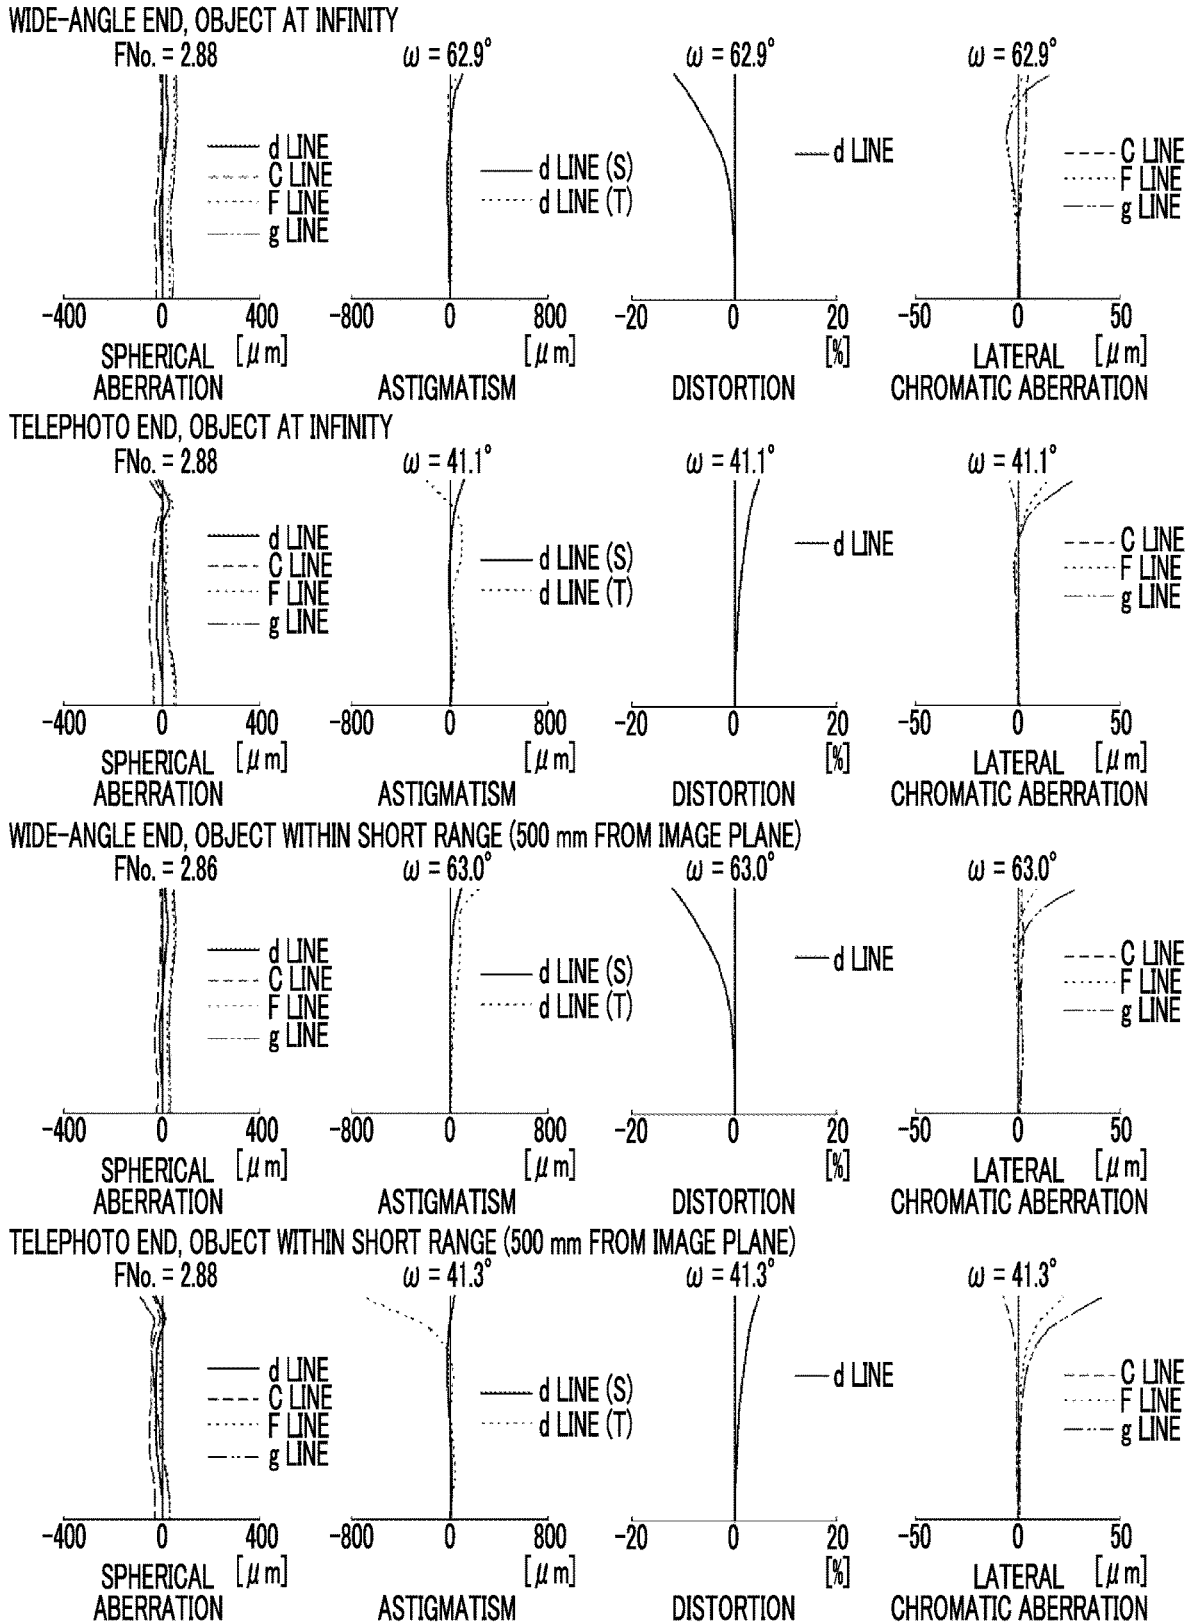 WIDE-ANGLE END, OBJECT AT INFINITY
FNo. = 2.88
ω = 62.9°
ω = 62.9°
ω = 62.9°
d LINE
C LINE
F LINE
g LINE
d LINE (S)
d LINE (T)
d LINE
C LINE
F LINE
g LINE
-400 0 400
-800 0 800
-20 0 20
-50 0 50
[μm]
[μm]
[%]
[μm]
SPHERICAL
ABERRATION
ASTIGMATISM
DISTORTION
LATERAL
CHROMATIC ABERRATION
TELEPHOTO END, OBJECT AT INFINITY
FNo. = 2.88
ω = 41.1°
ω = 41.1°
ω = 41.1°
d LINE
C LINE
F LINE
g LINE
d LINE (S)
d LINE (T)
d LINE
C LINE
F LINE
g LINE
-400 0 400
-800 0 800
-20 0 20
-50 0 50
[μm]
[μm]
[%]
[μm]
SPHERICAL
ABERRATION
ASTIGMATISM
DISTORTION
LATERAL
CHROMATIC ABERRATION
WIDE-ANGLE END, OBJECT WITHIN SHORT RANGE (500 mm FROM IMAGE PLANE)
FNo. = 2.86
ω = 63.0°
ω = 63.0°
ω = 63.0°
d LINE
C LINE
F LINE
g LINE
d LINE (S)
d LINE (T)
d LINE
C LINE
F LINE
g LINE
-400 0 400
-800 0 800
-20 0 20
-50 0 50
[μm]
[μm]
[%]
[μm]
SPHERICAL
ABERRATION
ASTIGMATISM
DISTORTION
LATERAL
CHROMATIC ABERRATION
TELEPHOTO END, OBJECT WITHIN SHORT RANGE (500 mm FROM IMAGE PLANE)
FNo. = 2.88
ω = 41.3°
ω = 41.3°
ω = 41.3°
d LINE
C LINE
F LINE
g LINE
d LINE (S)
d LINE (T)
d LINE
C LINE
F LINE
g LINE
-400 0 400
-800 0 800
-20 0 20
-50 0 50
[μm]
[μm]
[%]
[μm]
SPHERICAL
ABERRATION
ASTIGMATISM
DISTORTION
LATERAL
CHROMATIC ABERRATION